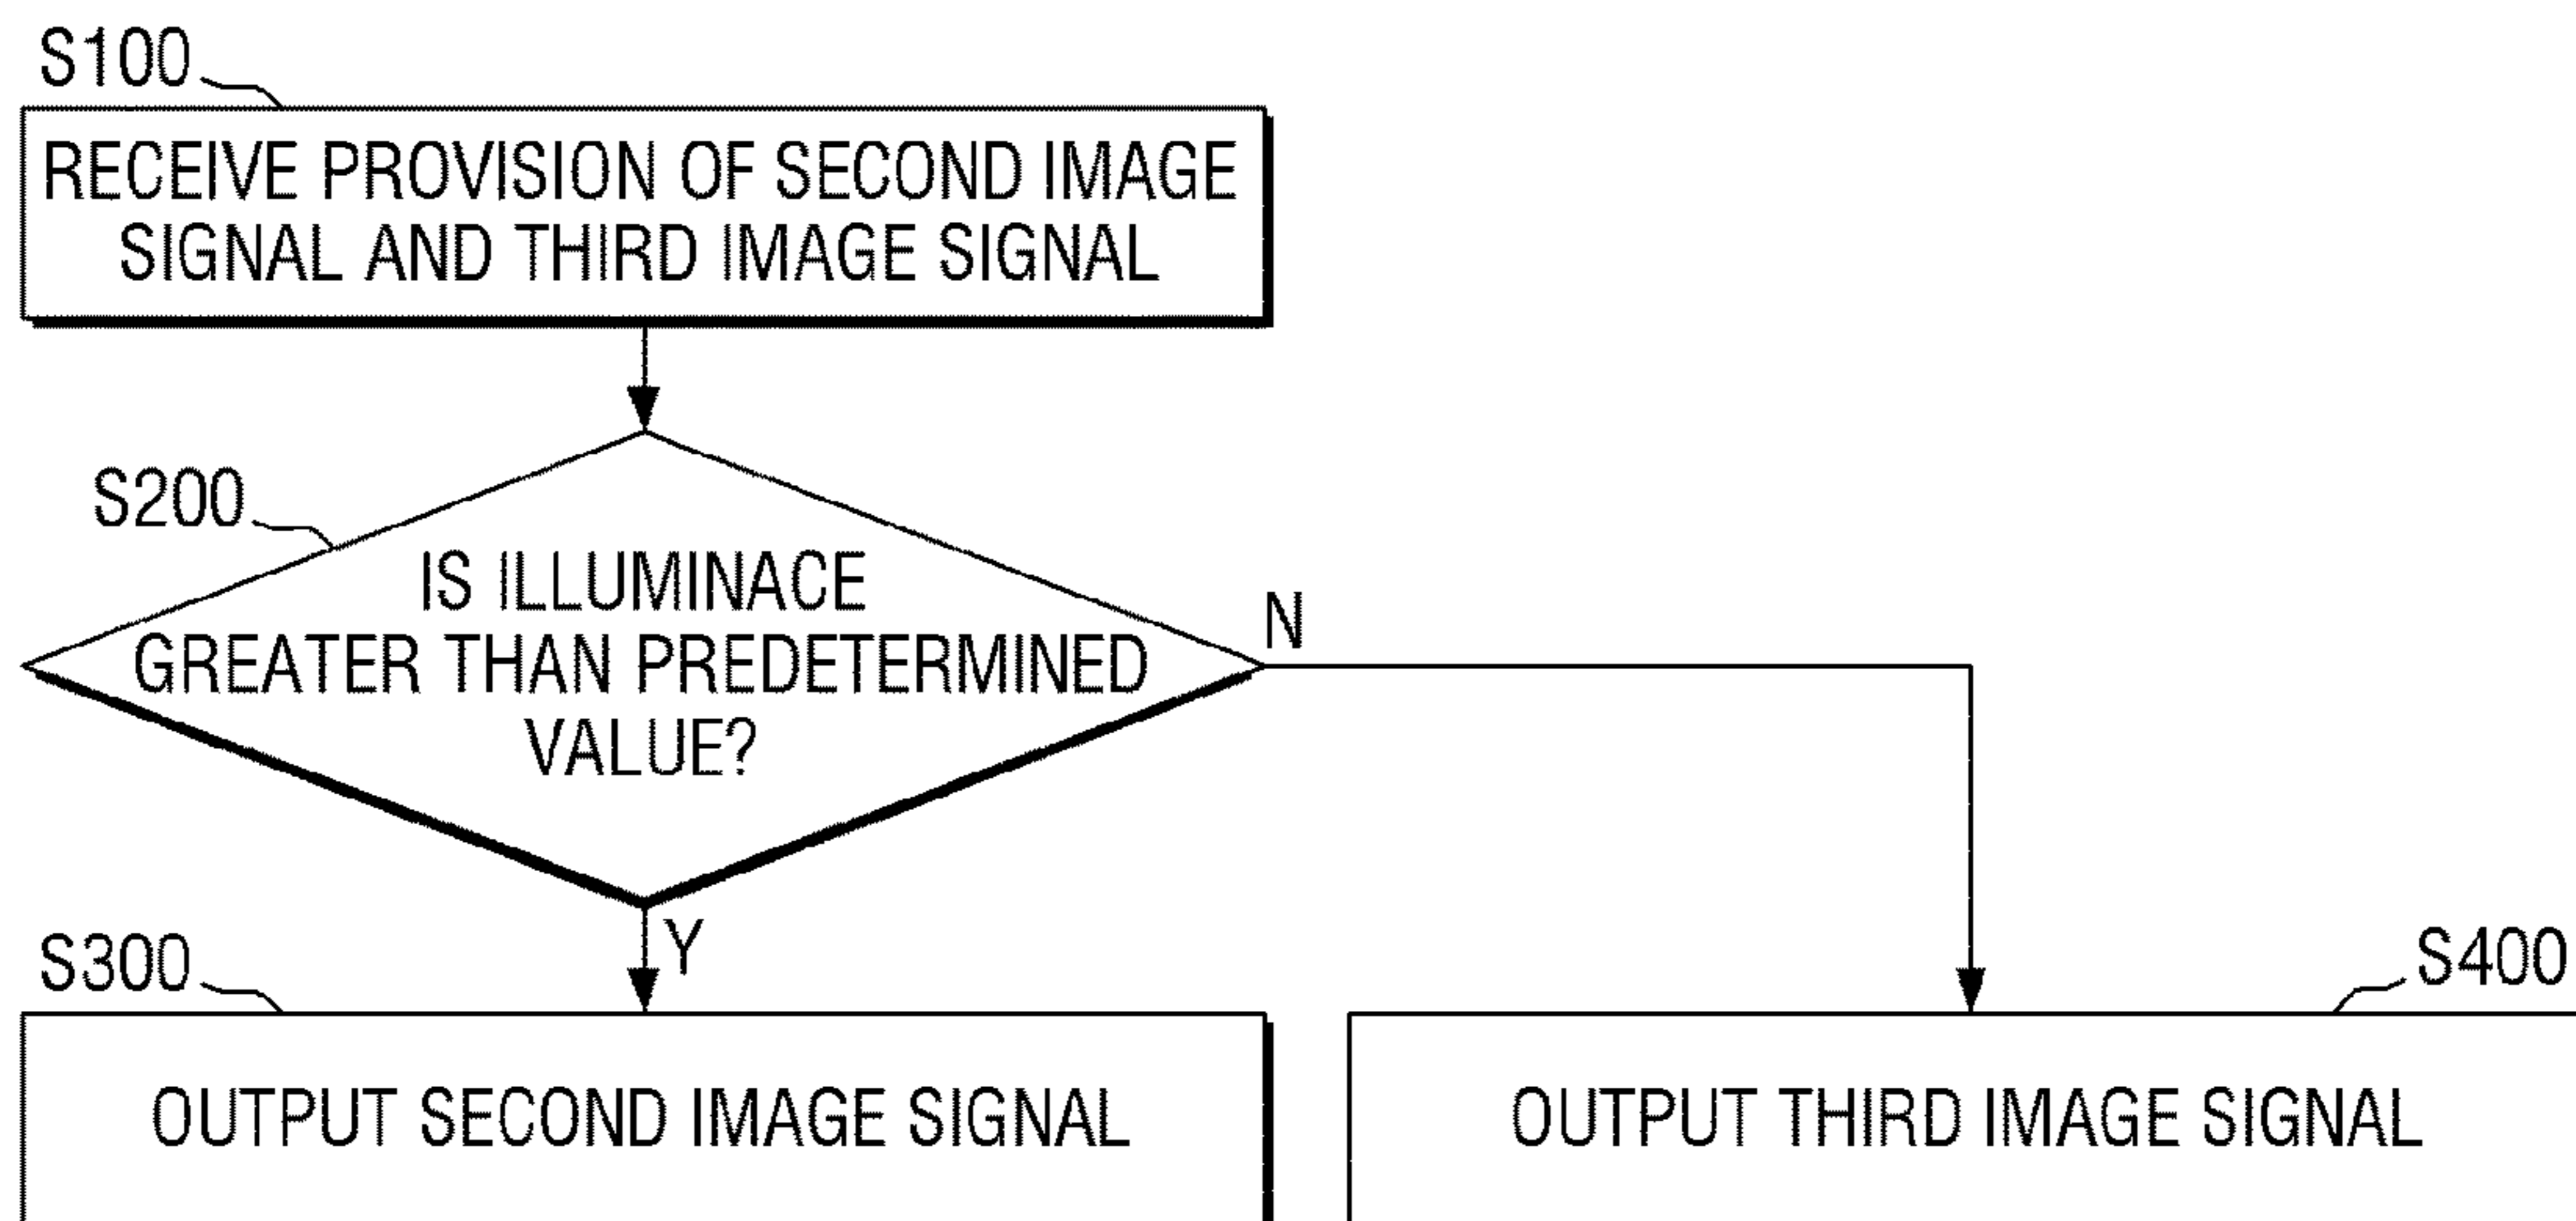 S100
RECEIVE PROVISION OF SECOND IMAGE
SIGNAL AND THIRD IMAGE SIGNAL
S200
IS ILLUMINACE
GREATER THAN PREDETERMINED
VALUE?
N
Y
S300
S400
OUTPUT SECOND IMAGE SIGNAL
OUTPUT THIRD IMAGE SIGNAL